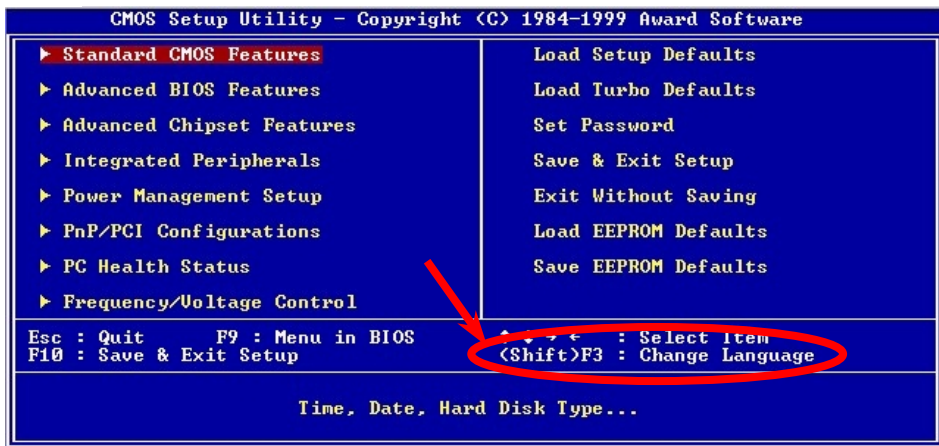 CMOS Setup Utility - Copyright (C) 1984-1999 Award Software
▶ Standard CMOS Features
▶ Advanced BIOS Features
▶ Advanced Chipset Features
▶ Integrated Peripherals
▶ Power Management Setup
▶ PnP/PCI Configurations
▶ PC Health Status
▶ Frequency/Voltage Control
Load Setup Defaults
Load Turbo Defaults
Set Password
Save & Exit Setup
Exit Without Saving
Load EEPROM Defaults
Save EEPROM Defaults
Esc : Quit F9 : Menu in BIOS ↑ ↓ → ← : Select Item
F10 : Save & Exit Setup (Shift)F3 : Change Language
Time, Date, Hard Disk Type...